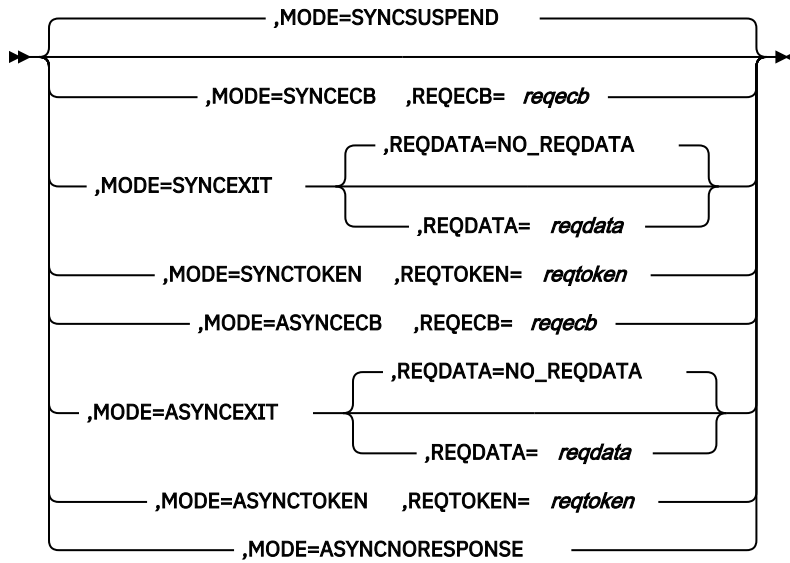 ,MODE=SYNCSUSPEND
,MODE=SYNCECB ,REQECB= reqecb
,REQDATA=NO_REQDATA
,MODE=SYNCEXIT
,REQDATA= reqdata
,MODE=SYNCTOKEN ,REQTOKEN= reqtoken
,MODE=ASYNCECB ,REQECB= reqecb
,REQDATA=NO_REQDATA
,MODE=ASYNCEXIT
,REQDATA= reqdata
,MODE=ASYNCTOKEN ,REQTOKEN= reqtoken
,MODE=ASYNCNORESPONSE